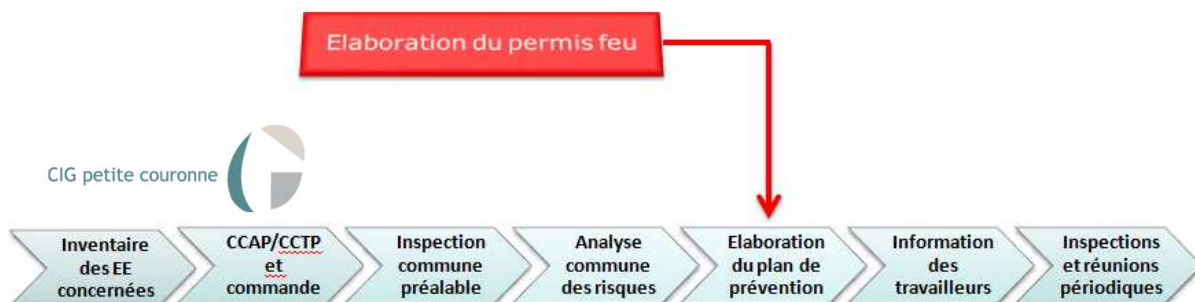 Elaboration du permis feu
CIG petite couronne
Inventaire
des EE
concernées
CCAP/CCTP
et
commande
Inspection
commune
préalable
Analyse
commune
des risques
Elaboration
du plan de
prévention
Information
des
travailleurs
Inspections
et réunions
périodiques